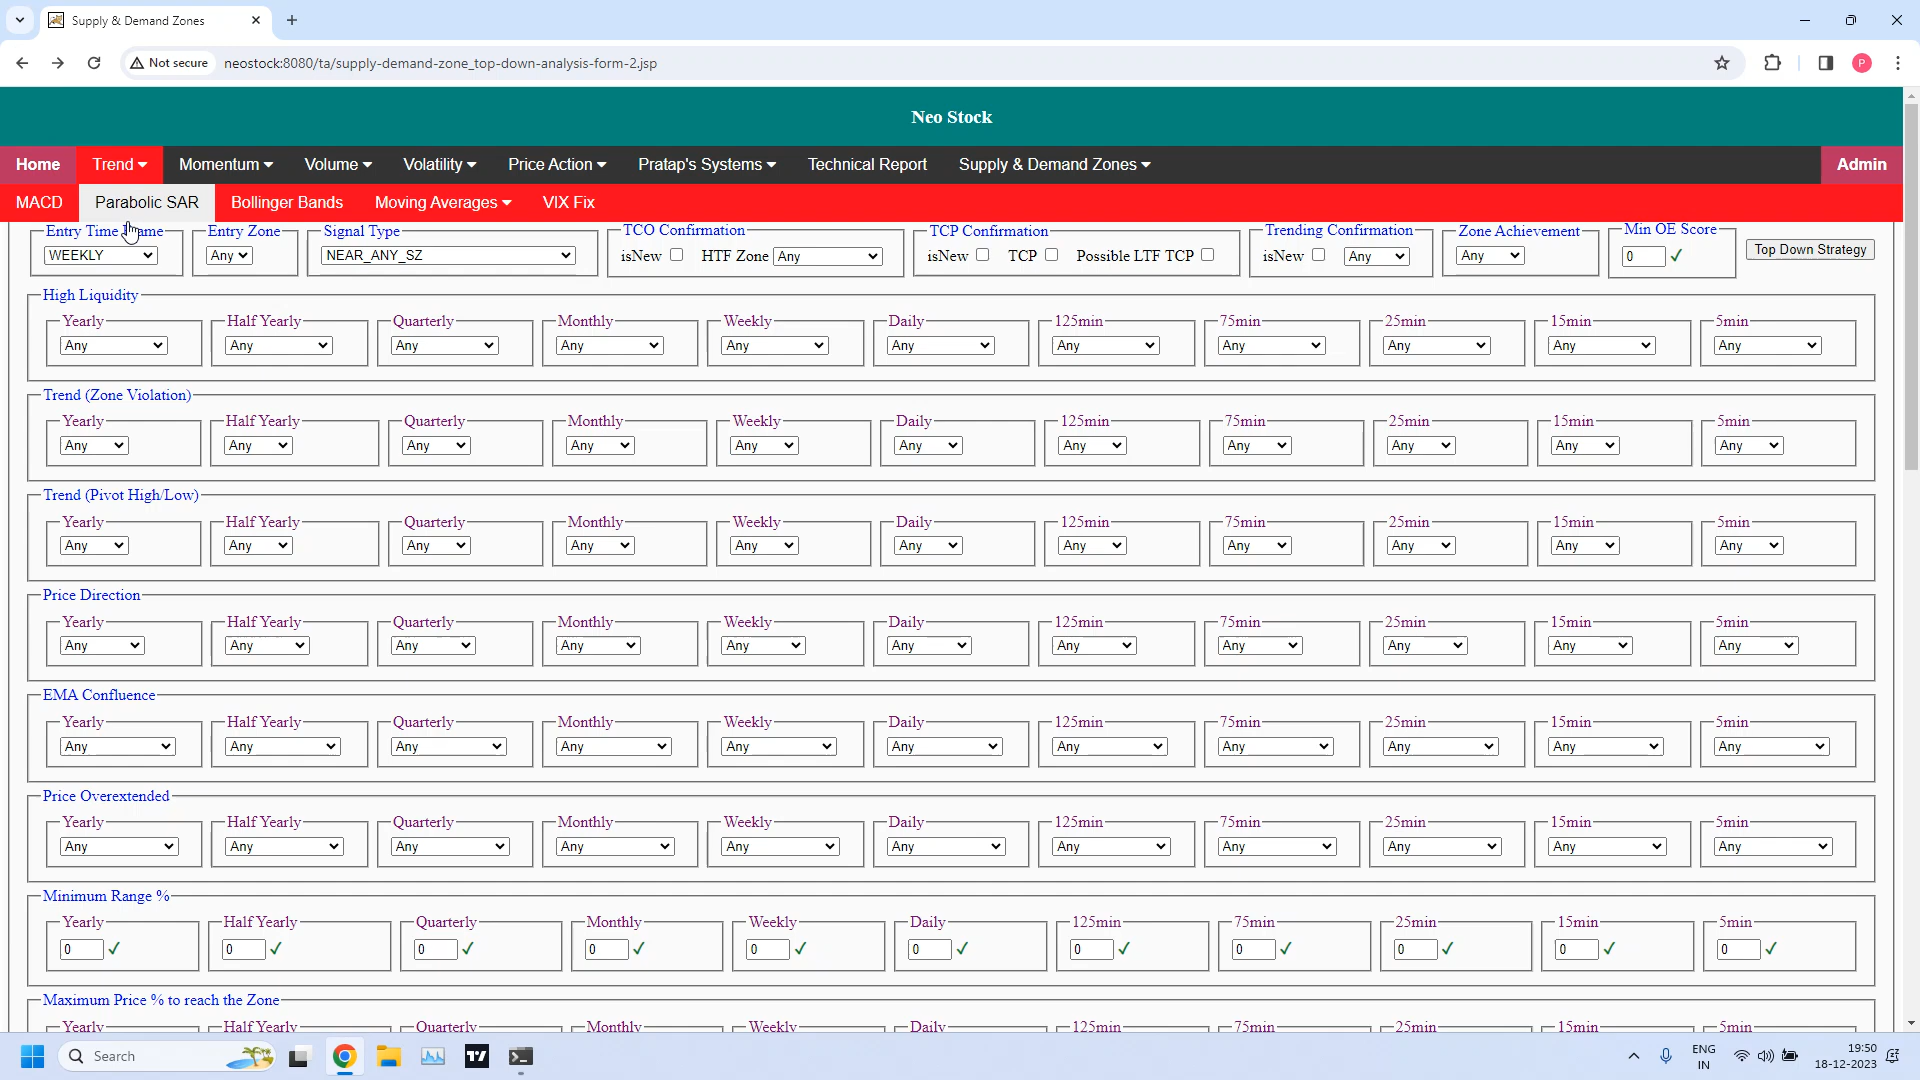 Supply & Demand Zones
Not secure neostock:8080/ta/supply-demand-zone_top-down-analysis-form-2.jsp P
Neo Stock
Home Trend Momentum Volume Volatility Price Action Pratap's Systems Technical Report Supply & Demand Zones Admin
MACD Parabolic SAR Bollinger Bands Moving Averages VIX Fix
Entry Time Frame Entry Zone Signal Type TCO Confirmation TCP Confirmation Trending Confirmation Zone Achievement Min OE Score
WEEKLY Any NEAR_ANY_SZ isNew HTF Zone Any isNew TCP Possible LTF TCP isNew Any Any 0 Top Down Strategy
High Liquidity
Yearly Half Yearly Quarterly Monthly Weekly Daily 125min 75min 25min 15min 5min
Any Any Any Any Any Any Any Any Any Any Any
Trend (Zone Violation)
Yearly Half Yearly Quarterly Monthly Weekly Daily 125min 75min 25min 15min 5min
Any Any Any Any Any Any Any Any Any Any Any
Trend (Pivot High/Low)
Yearly Half Yearly Quarterly Monthly Weekly Daily 125min 75min 25min 15min 5min
Any Any Any Any Any Any Any Any Any Any Any
Price Direction
Yearly Half Yearly Quarterly Monthly Weekly Daily 125min 75min 25min 15min 5min
Any Any Any Any Any Any Any Any Any Any Any
EMA Confluence
Yearly Half Yearly Quarterly Monthly Weekly Daily 125min 75min 25min 15min 5min
Any Any Any Any Any Any Any Any Any Any Any
Price Overextended
Yearly Half Yearly Quarterly Monthly Weekly Daily 125min 75min 25min 15min 5min
Any Any Any Any Any Any Any Any Any Any Any
Minimum Range %
Yearly Half Yearly Quarterly Monthly Weekly Daily 125min 75min 25min 15min 5min
0 0 0 0 0 0 0 0 0 0 0
Maximum Price % to reach the Zone
Yearly Half Yearly Quarterly Monthly Weekly Daily 125min 75min 25min 15min 5min
Search ENG 19:50
IN 18-12-2023